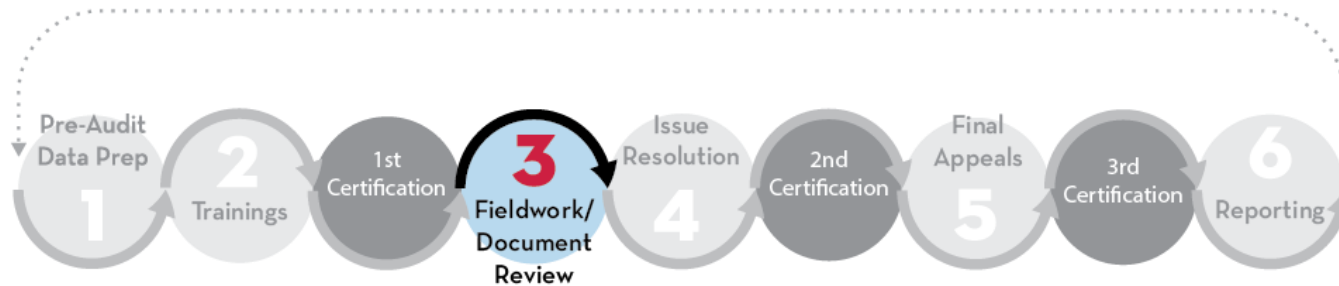 Pre-Audit
Data Prep
1
2
Trainings
1st
Certification
3
Fieldwork/
Document
Review
Issue
Resolution
4
2nd
Certification
Final
Appeals
5
3rd
Certification
6
Reporting